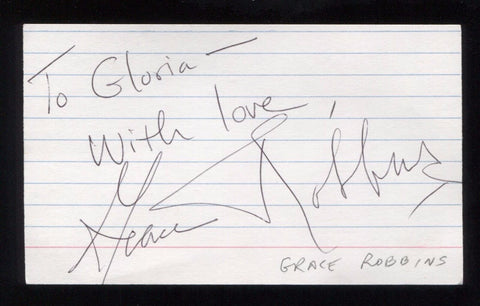 To Gloria —
With love,
Grace Robbins
GRACE ROBBINS